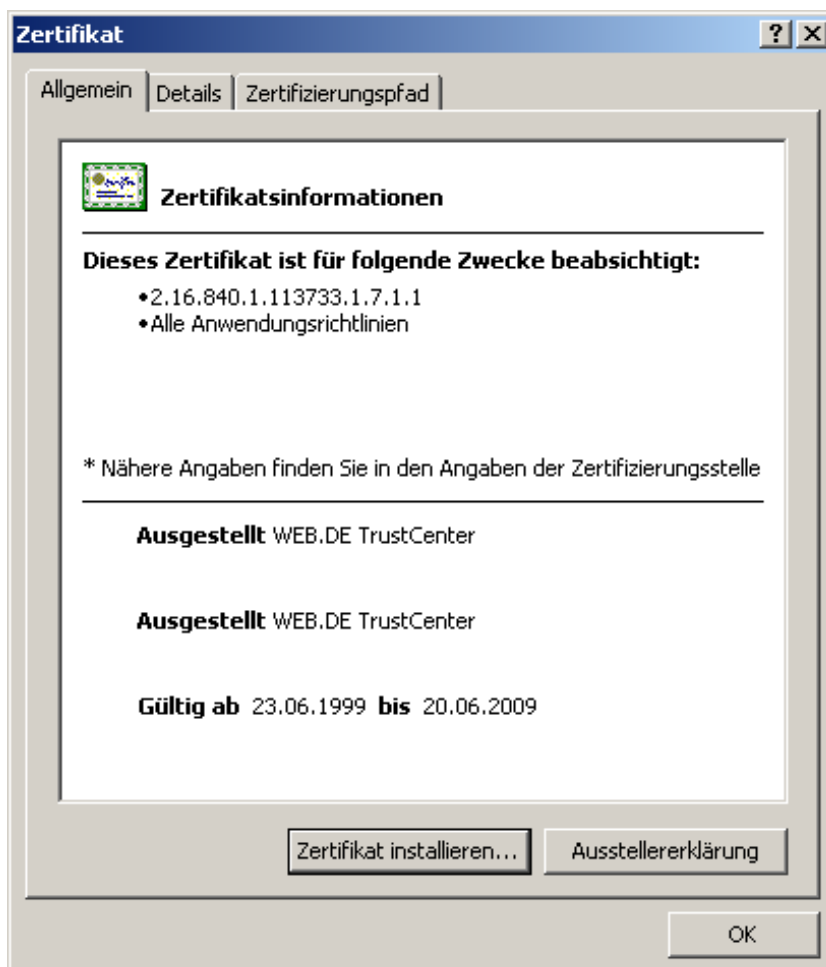 Zertifikat
Allgemein Details Zertifizierungspfad
Zertifikatsinformationen
Dieses Zertifikat ist für folgende Zwecke beabsichtigt:
•2.16.840.1.113733.1.7.1.1
•Alle Anwendungsrichtlinien
* Nähere Angaben finden Sie in den Angaben der Zertifizierungsstelle
Ausgestellt WEB.DE TrustCenter
Ausgestellt WEB.DE TrustCenter
Gültig ab 23.06.1999 bis 20.06.2009
Zertifikat installieren... Ausstellererklärung
OK